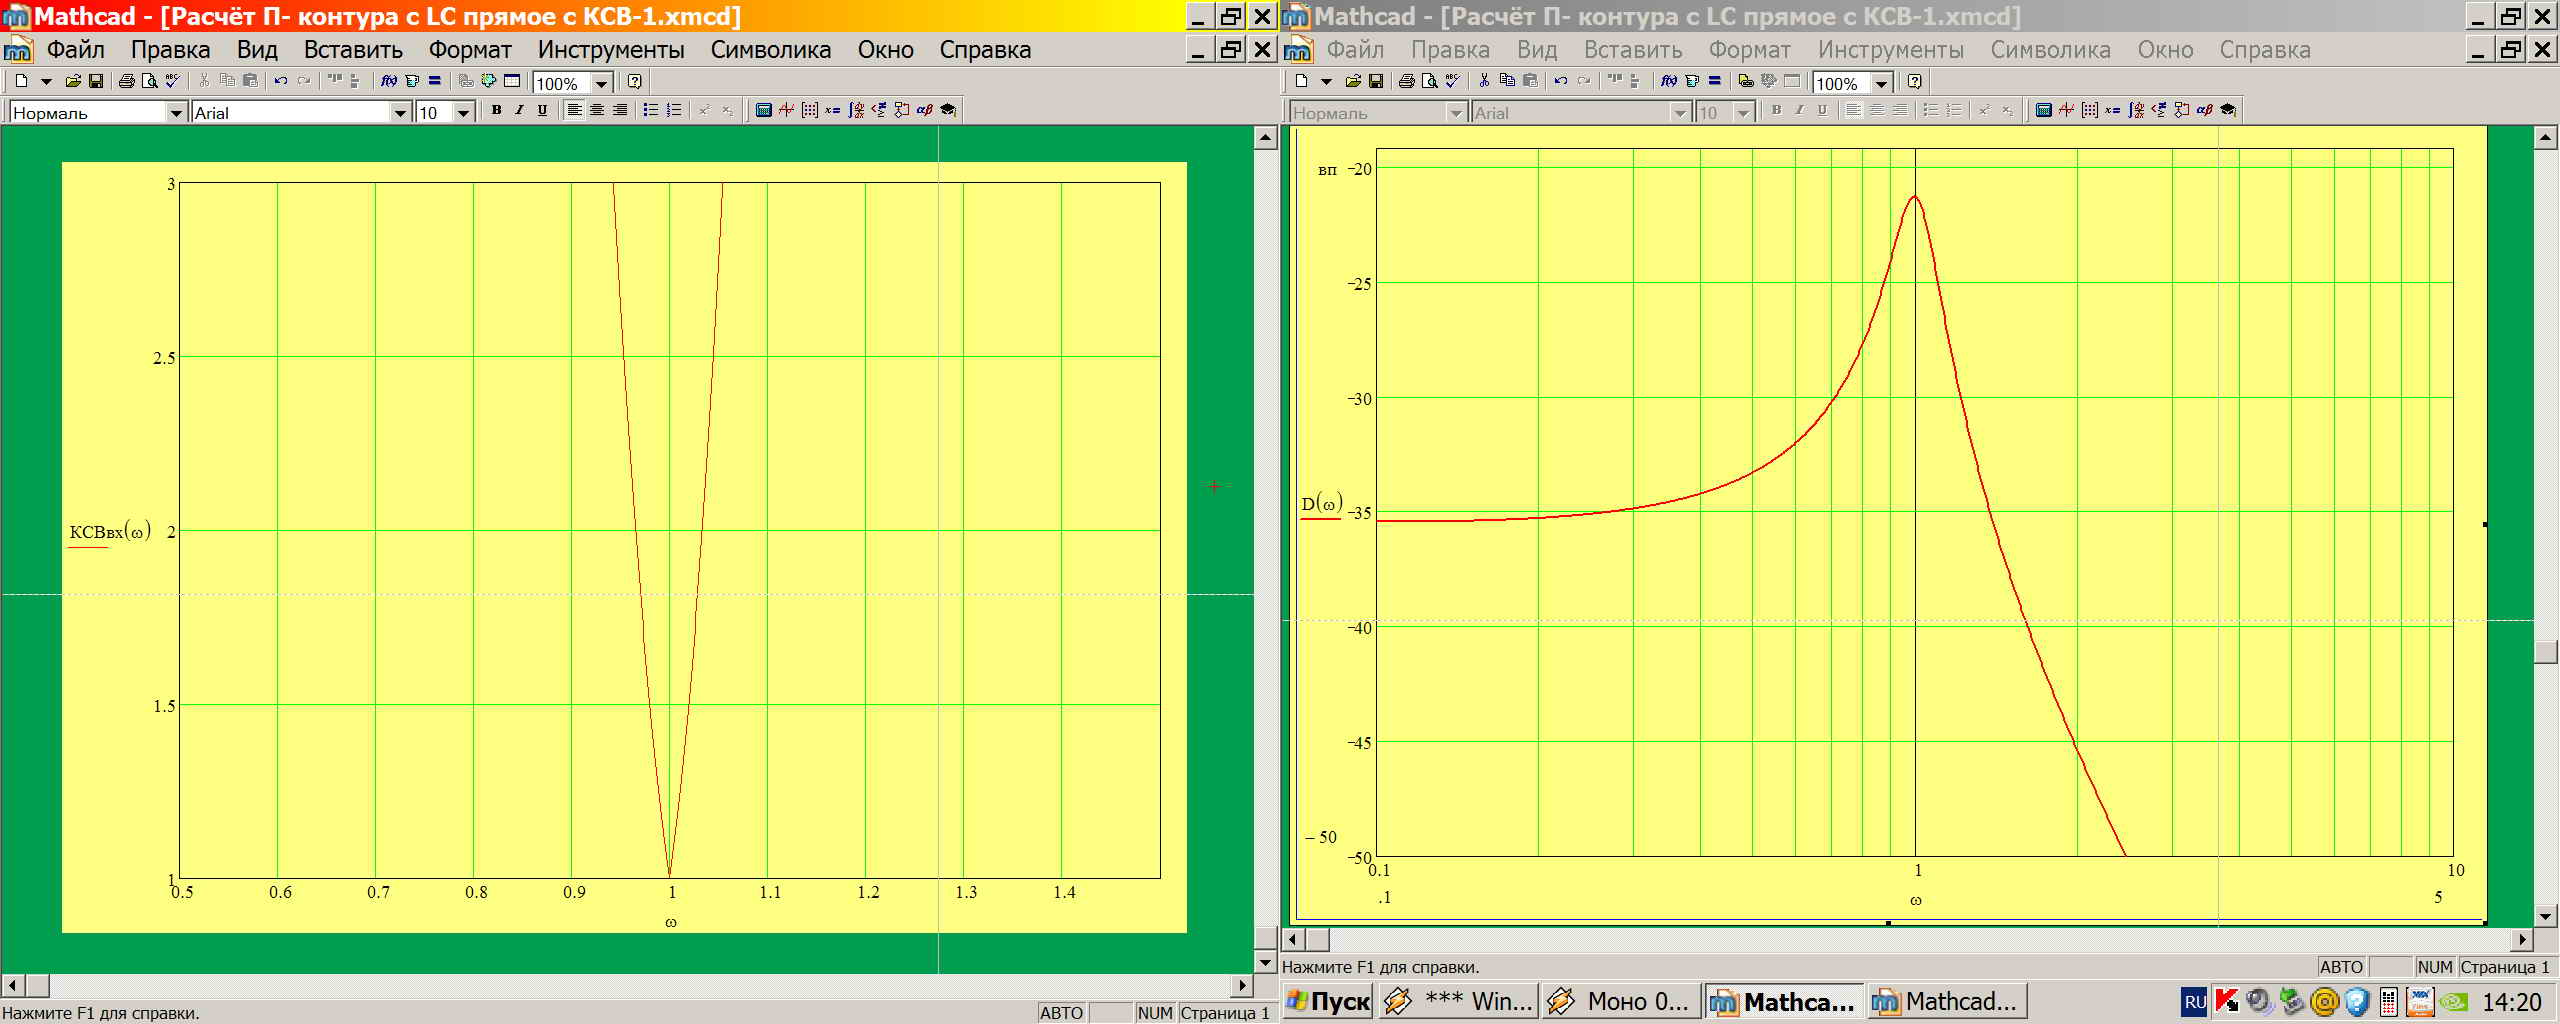 Mathcad - [Расчёт П- контура с LC прямое с КСВ-1.xmcd]
Файл Правка Вид Вставить Формат Инструменты Символика Окно Справка
100%
Нормаль Arial 10 B I U
3
2.5
КСВвх(ω) 2
1.5
1
0.5 0.6 0.7 0.8 0.9 1 1.1 1.2 1.3 1.4
ω
Нажмите F1 для справки. АВТО NUM Страница 1
Mathcad - [Расчёт П- контура с LC прямое с КСВ-1.xmcd]
Файл Правка Вид Вставить Формат Инструменты Символика Окно Справка
100%
Нормаль Arial 10 B I U
вп −20
−25
−30
D(ω) −35
−40
−45
−50
−50
0.1 1 10
.1 ω 5
Нажмите F1 для справки. АВТО NUM Страница 1
Пуск *** Win... Моно 0... Mathca... Mathcad... RU 14:20